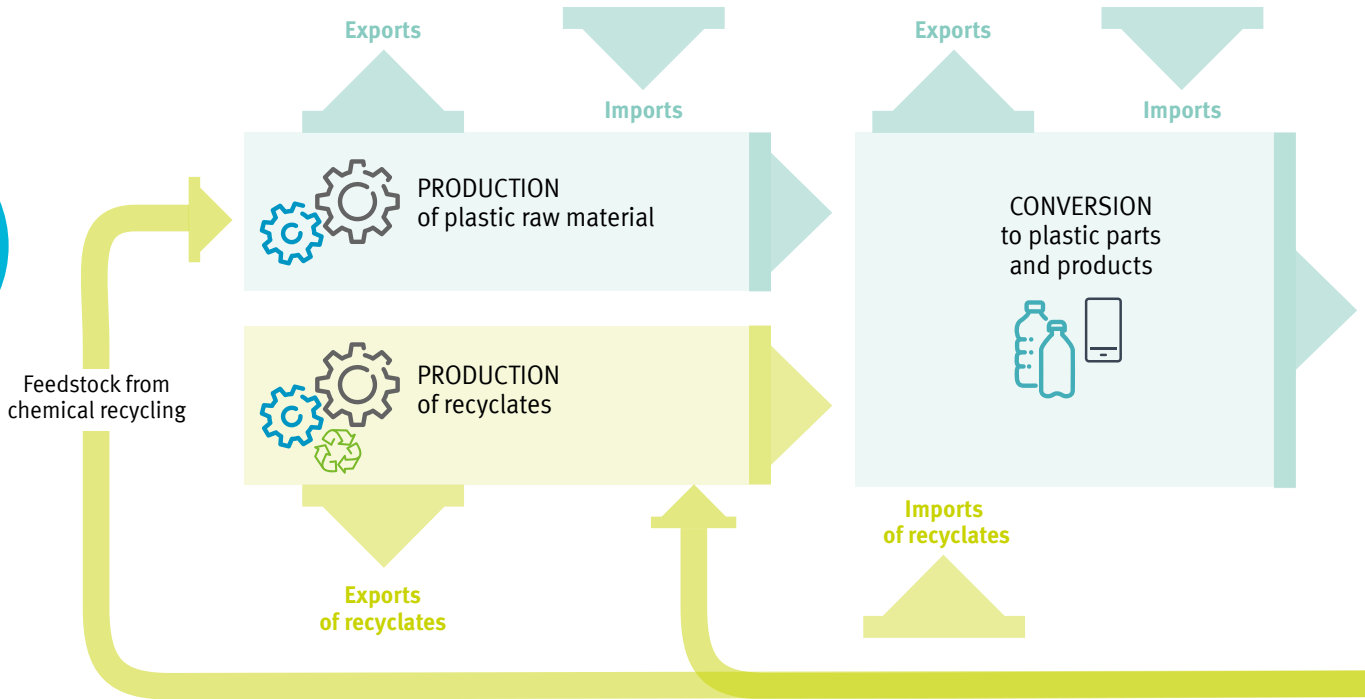 Exports
Imports
Exports
Imports
PRODUCTION
of plastic raw material
CONVERSION
to plastic parts
and products
Feedstock from
chemical recycling
PRODUCTION
of recyclates
Imports
of recyclates
Exports
of recyclates